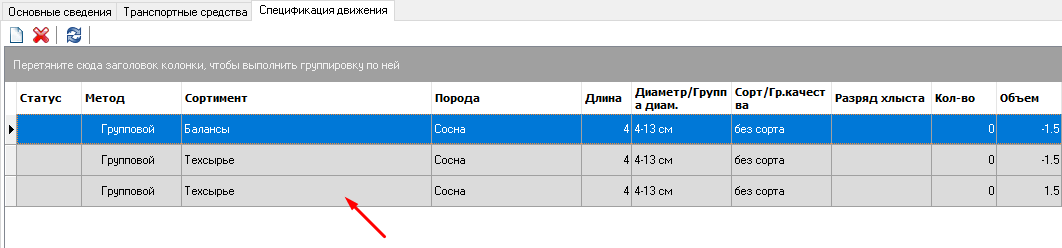 Основные сведения Транспортные средства Спецификация движения
Перетяните сюда заголовок колонки, чтобы выполнить группировку по ней
Статус Метод Сортимент Порода Длина Диаметр/Групп Сорт/Гр.качест Разряд хлыста Кол-во Объем
а диам. ва
Групповой Балансы Сосна 4 4-13 см без сорта 0 -1.5
Групповой Техсырье Сосна 4 4-13 см без сорта 0 -1.5
Групповой Техсырье Сосна 4 4-13 см без сорта 0 1.5